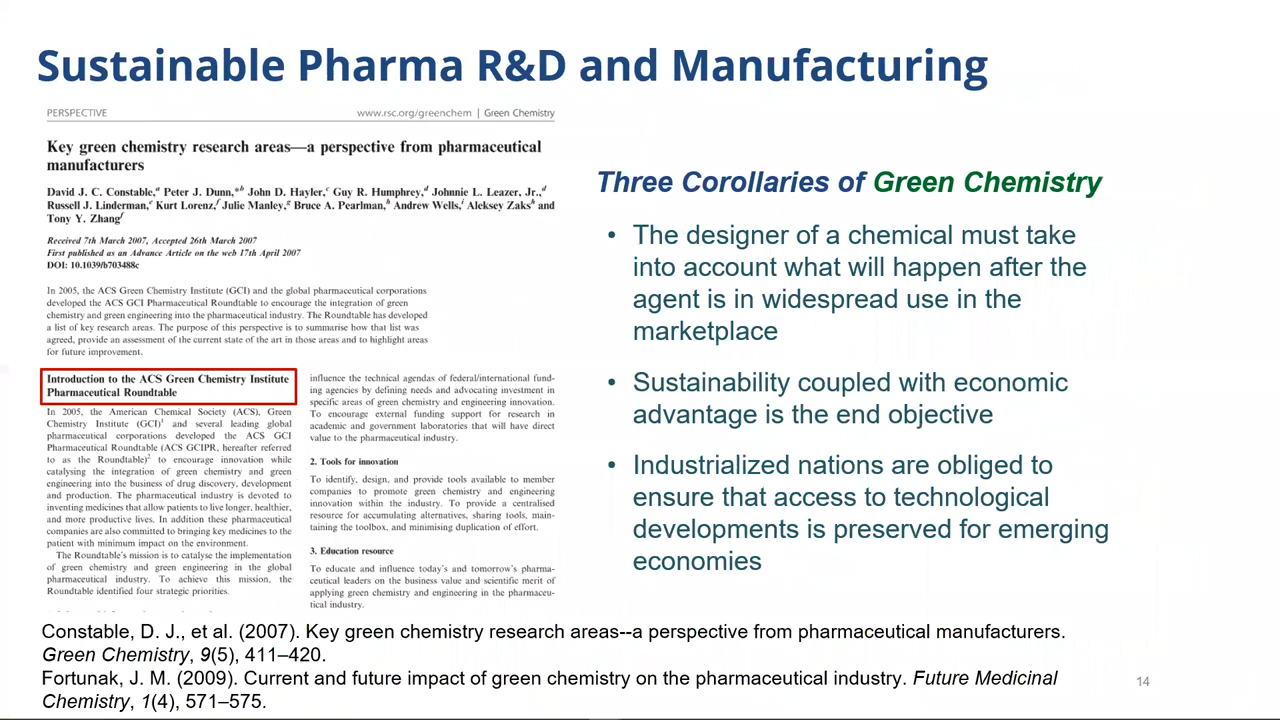 Sustainable Pharma R&D and Manufacturing
PERSPECTIVE
www.rsc.org/greenchem | Green Chemistry
Key green chemistry research areas—a perspective from pharmaceutical
manufacturers
David J. C. Constable,a Peter J. Dunn,*b John D. Hayler,c Guy R. Humphrey,d Johnnie L. Leazer, Jr.,d
Russell J. Linderman,e Kurt Lorenz,f Julie Manley,g Bruce A. Pearlman,h Andrew Wells,i Aleksey Zaksh and
Tony Y. Zhangf
Received 7th March 2007, Accepted 26th March 2007
First published as an Advance Article on the web 17th April 2007
DOI: 10.1039/b703488c
In 2005, the ACS Green Chemistry Institute (GCI) and the global pharmaceutical corporations
developed the ACS GCI Pharmaceutical Roundtable to encourage the integration of green
chemistry and green engineering into the pharmaceutical industry. The Roundtable has developed
a list of key research areas. The purpose of this perspective is to summarise how that list was
agreed, provide an assessment of the current state of the art in those areas and to highlight areas
for future improvement.
Introduction to the ACS Green Chemistry Institute
Pharmaceutical Roundtable
In 2005, the American Chemical Society (ACS), Green
Chemistry Institute (GCI)1 and several leading global
pharmaceutical corporations developed the ACS GCI
Pharmaceutical Roundtable (ACS GCIPR, hereafter referred
to as the Roundtable)2 to encourage innovation while
catalysing the integration of green chemistry and green
engineering into the business of drug discovery, development
and production. The pharmaceutical industry is devoted to
inventing medicines that allow patients to live longer, healthier,
and more productive lives. In addition these pharmaceutical
companies are also committed to bringing key medicines to the
patient with minimum impact on the environment.
The Roundtable's mission is to catalyse the implementation
of green chemistry and green engineering in the global
pharmaceutical industry. To achieve this mission, the
Roundtable identified four strategic priorities.
influence the technical agendas of federal/international fund-
ing agencies by defining needs and advocating investment in
specific areas of green chemistry and engineering innovation.
To encourage external funding support for research in
academic and government laboratories that will have direct
value to the pharmaceutical industry.
2. Tools for innovation
To identify, design, and provide tools available to member
companies to promote green chemistry and engineering
innovation within the industry. To provide a centralised
resource for accumulating alternatives, sharing tools, main-
taining the toolbox, and minimising duplication of effort.
3. Education resource
To educate and influence today's and tomorrow's pharma-
ceutical leaders on the business value and scientific merit of
applying green chemistry and engineering in the pharmaceu-
tical industry.
Three Corollaries of Green Chemistry
• The designer of a chemical must take
into account what will happen after the
agent is in widespread use in the
marketplace
• Sustainability coupled with economic
advantage is the end objective
• Industrialized nations are obliged to
ensure that access to technological
developments is preserved for emerging
economies
Constable, D. J., et al. (2007). Key green chemistry research areas--a perspective from pharmaceutical manufacturers.
Green Chemistry, 9(5), 411–420.
Fortunak, J. M. (2009). Current and future impact of green chemistry on the pharmaceutical industry. Future Medicinal
Chemistry, 1(4), 571–575.
14